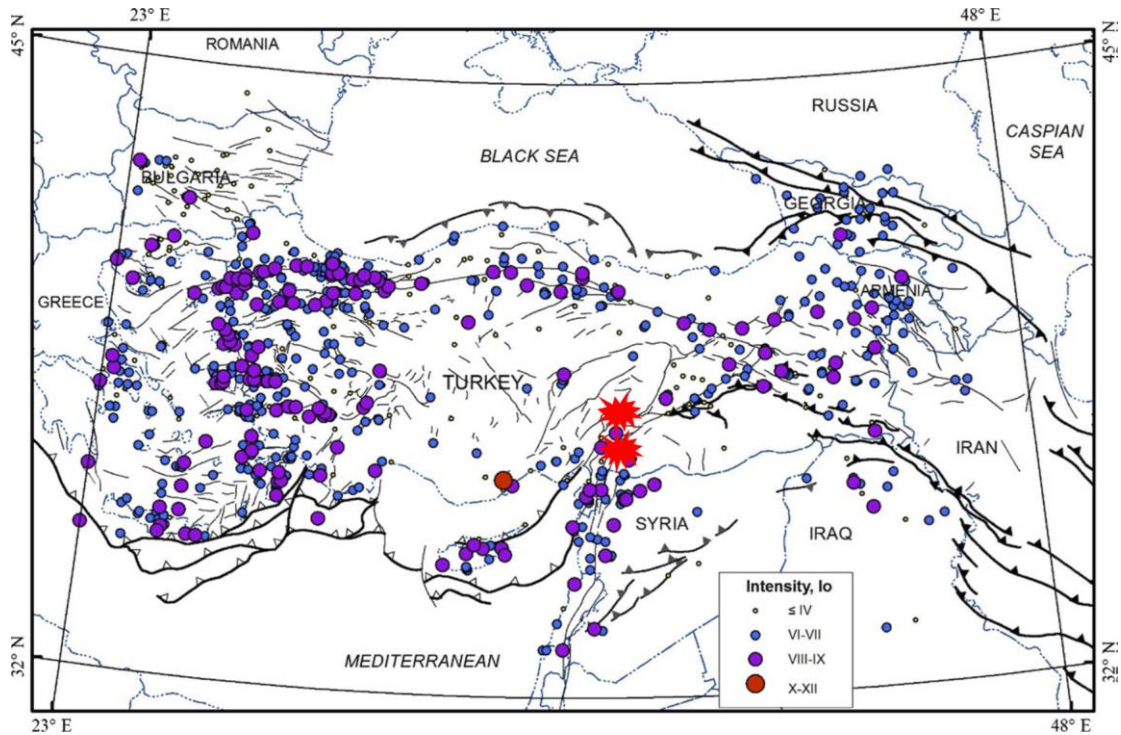 23° E
48° E
45° N
45° N
ROMANIA
RUSSIA
CASPIAN
SEA
BLACK SEA
BULGARIA
GEORGIA
GREECE
ARMENIA
TURKEY
IRAN
SYRIA
IRAQ
Intensity, Io
≤ IV
VI-VII
VIII-IX
X-XII
MEDITERRANEAN
32° N
32° N
23° E
48° E